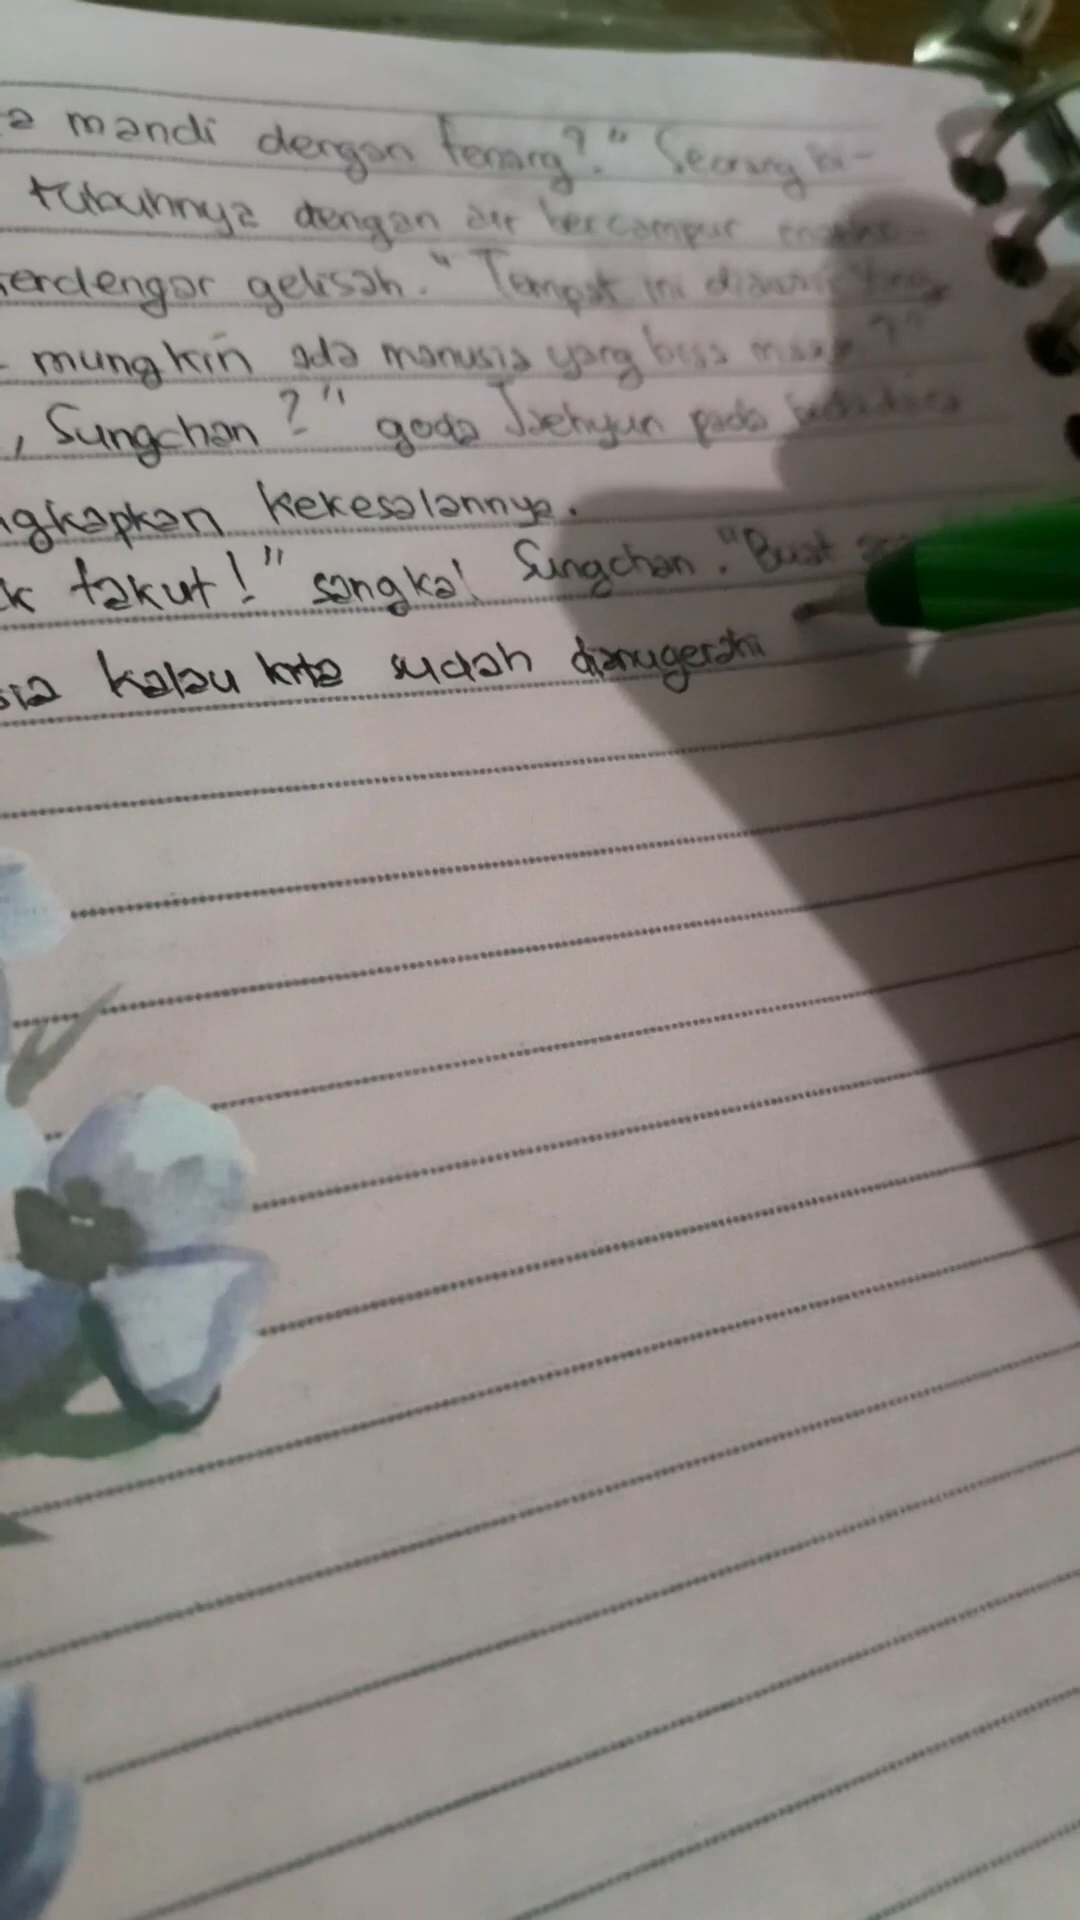 mandi dengan tenang?." Seorang
tubuhnya dengan air bercampur
terdengar gelisah. "Tempat ini
mungkin ada manusia yang bisa
, Sungchan?" goda Jaehyun pada
ngkapkan kekesalannya.
k takut!" sangkal Sungchan. "Buat
sia kalau kita sudah dianugerahi